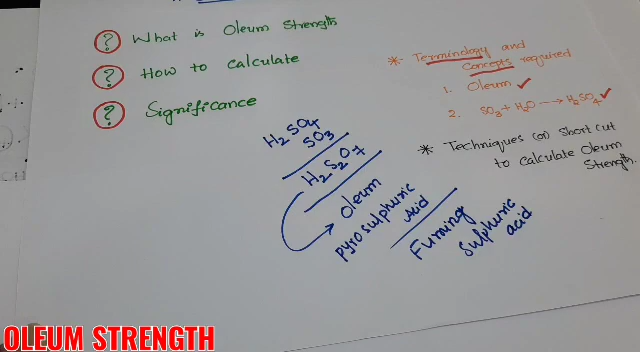 ? What is Oleum Strength
? How to calculate
? Significance
* Terminology and
Concepts required
1. Oleum ✓
2. SO3 + H2O → H2SO4 ✓
* Techniques (or) Short cut
to calculate Oleum
Strength.
H2SO4
SO3
H2S2O7
Oleum
pyrosulphuric
Acid
Fuming
sulphuric
acid
OLEUM STRENGTH